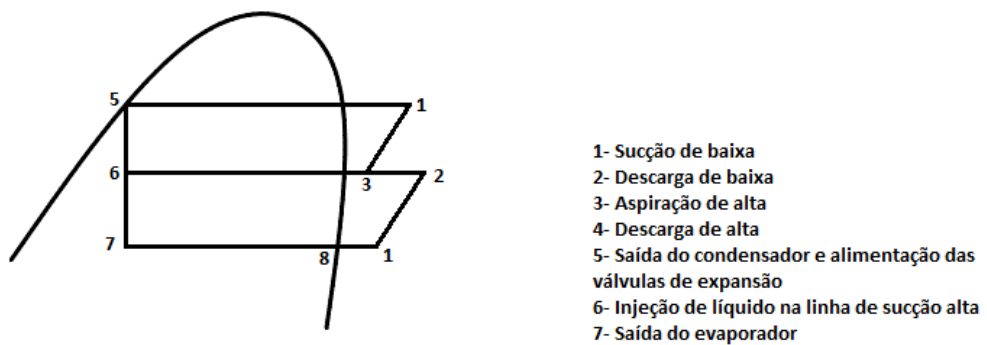 5
1
6
3
2
7
8
1
1- Sucção de baixa
2- Descarga de baixa
3- Aspiração de alta
4- Descarga de alta
5- Saída do condensador e alimentação das
válvulas de expansão
6- Injeção de líquido na linha de sucção alta
7- Saída do evaporador